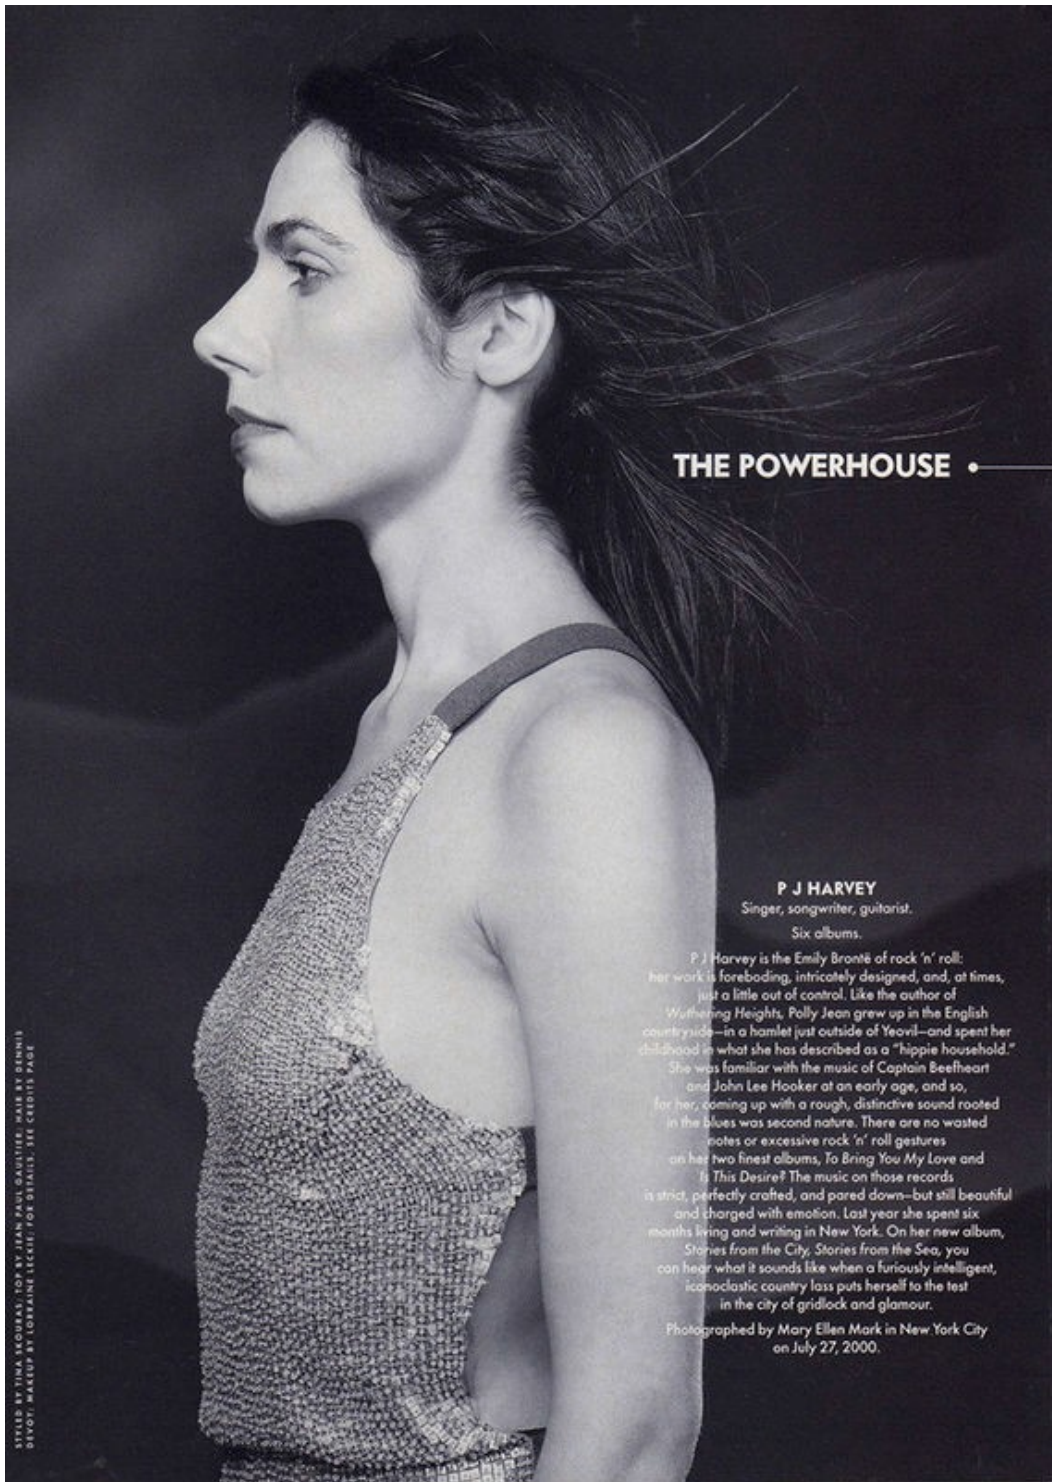 THE POWERHOUSE
P J HARVEY
Singer, songwriter, guitarist.
Six albums.
P J Harvey is the Emily Brontë of rock ’n’ roll:
her work is foreboding, intricately designed, and, at times,
just a little out of control. Like the author of
Wuthering Heights, Polly Jean grew up in the English
countryside—in a hamlet just outside of Yeovil—and spent her
childhood in what she has described as a “hippie household.”
She was familiar with the music of Captain Beefheart
and John Lee Hooker at an early age, and so,
for her, coming up with a rough, distinctive sound rooted
in the blues was second nature. There are no wasted
notes or excessive rock ’n’ roll gestures
on her two finest albums, To Bring You My Love and
Is This Desire? The music on those records
is strict, perfectly crafted, and pared down—but still beautiful
and charged with emotion. Last year she spent six
months living and writing in New York. On her new album,
Stories from the City, Stories from the Sea, you
can hear what it sounds like when a furiously intelligent,
iconoclastic country lass puts herself to the test
in the city of gridlock and glamour.
Photographed by Mary Ellen Mark in New York City
on July 27, 2000.
STYLED BY TINA SKOURAS; TOP BY JEAN PAUL GAULTIER; HAIR BY DENNIS
DEVOY; MAKEUP BY LORRAINE LECKIE; FOR DETAILS, SEE CREDITS PAGE